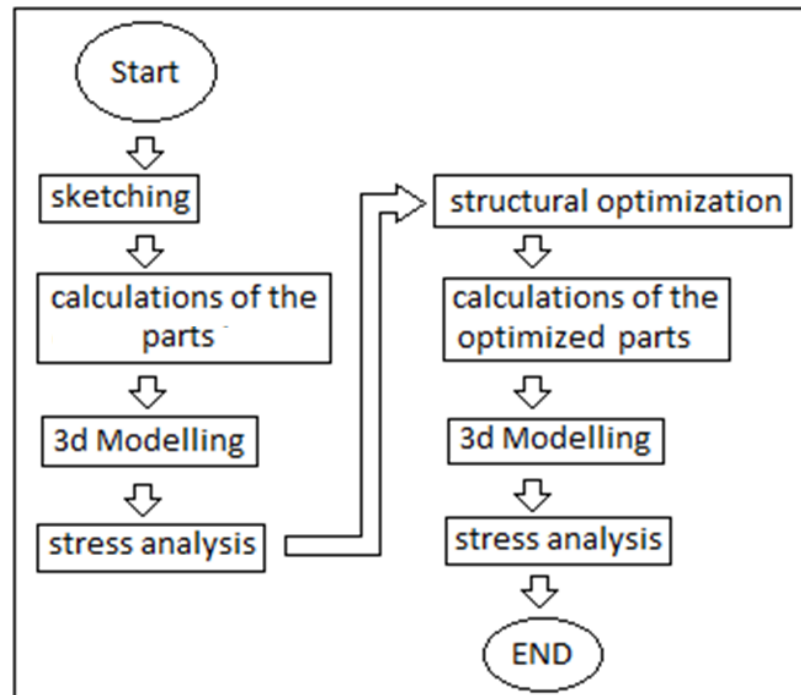 Start
sketching
calculations of the
parts
3d Modelling
stress analysis
structural optimization
calculations of the
optimized parts
3d Modelling
stress analysis
END